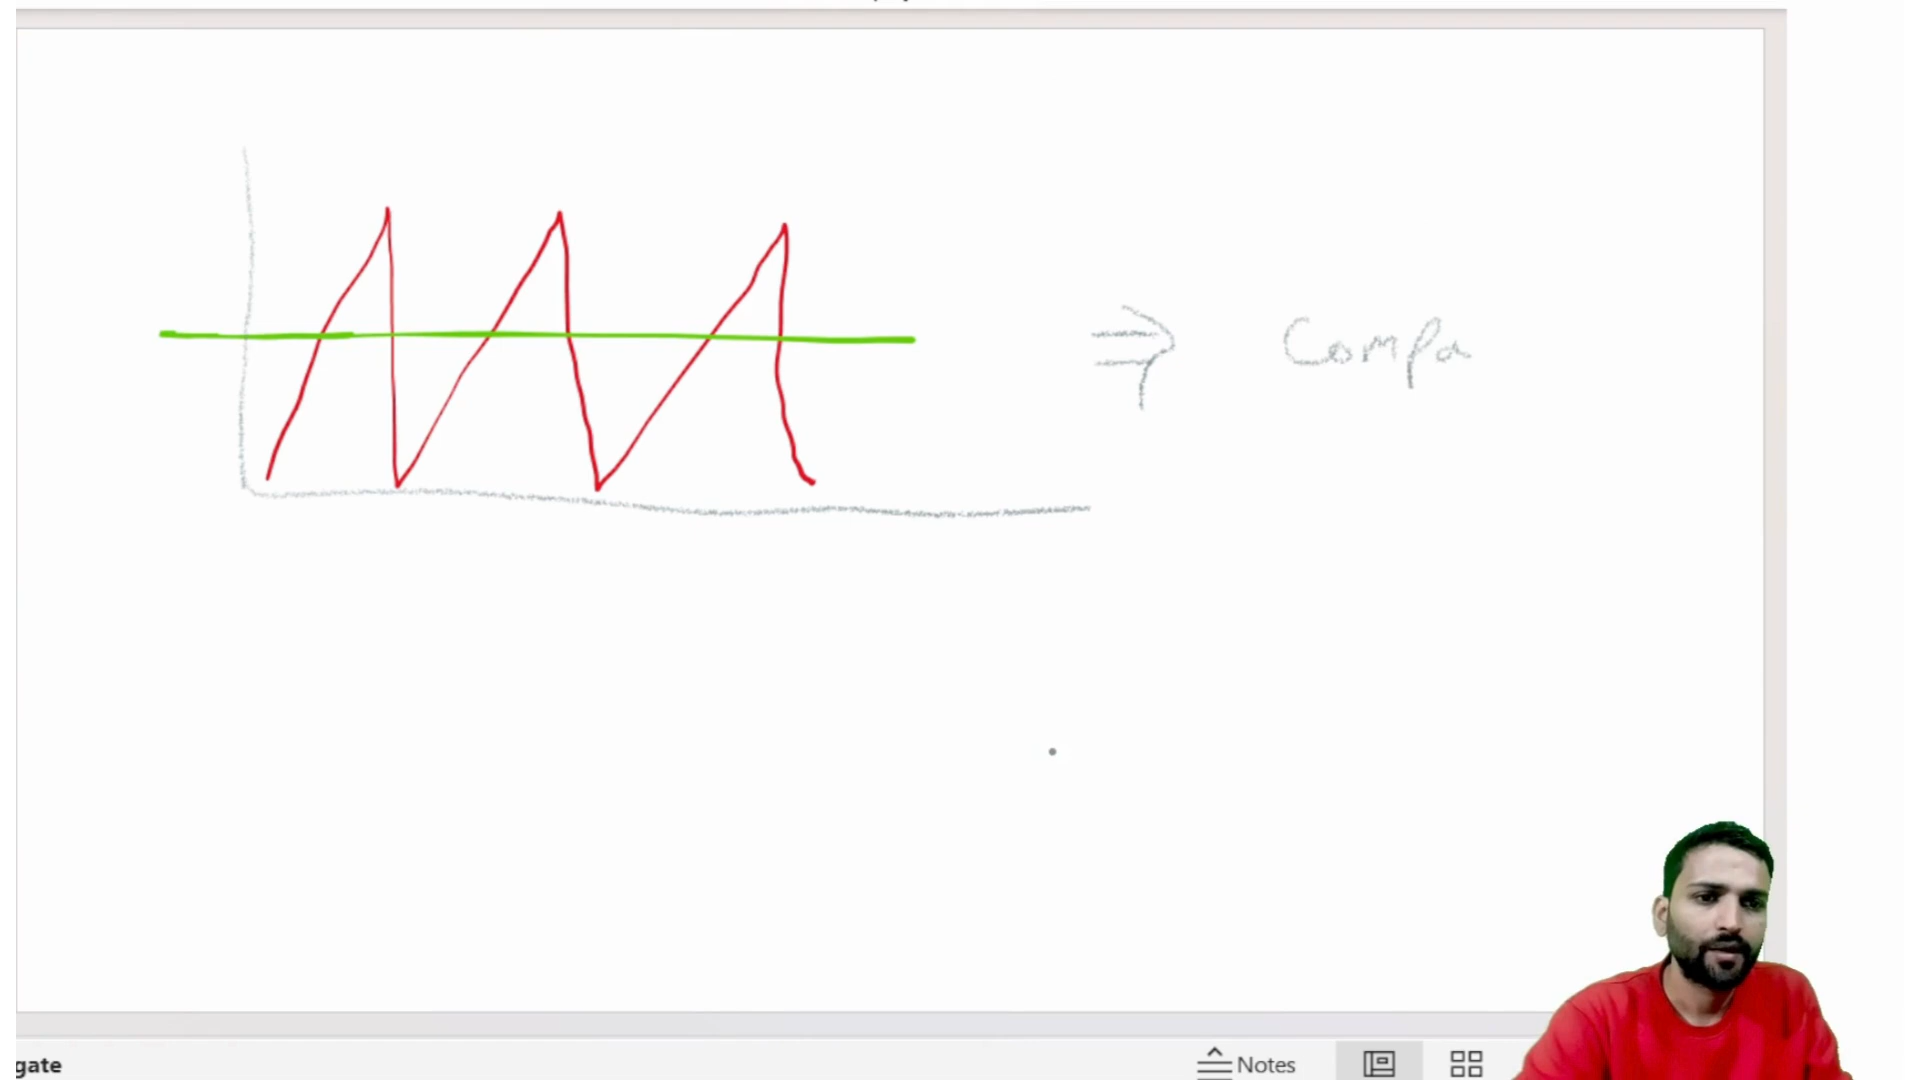 ⇒ Compa
gate
Notes